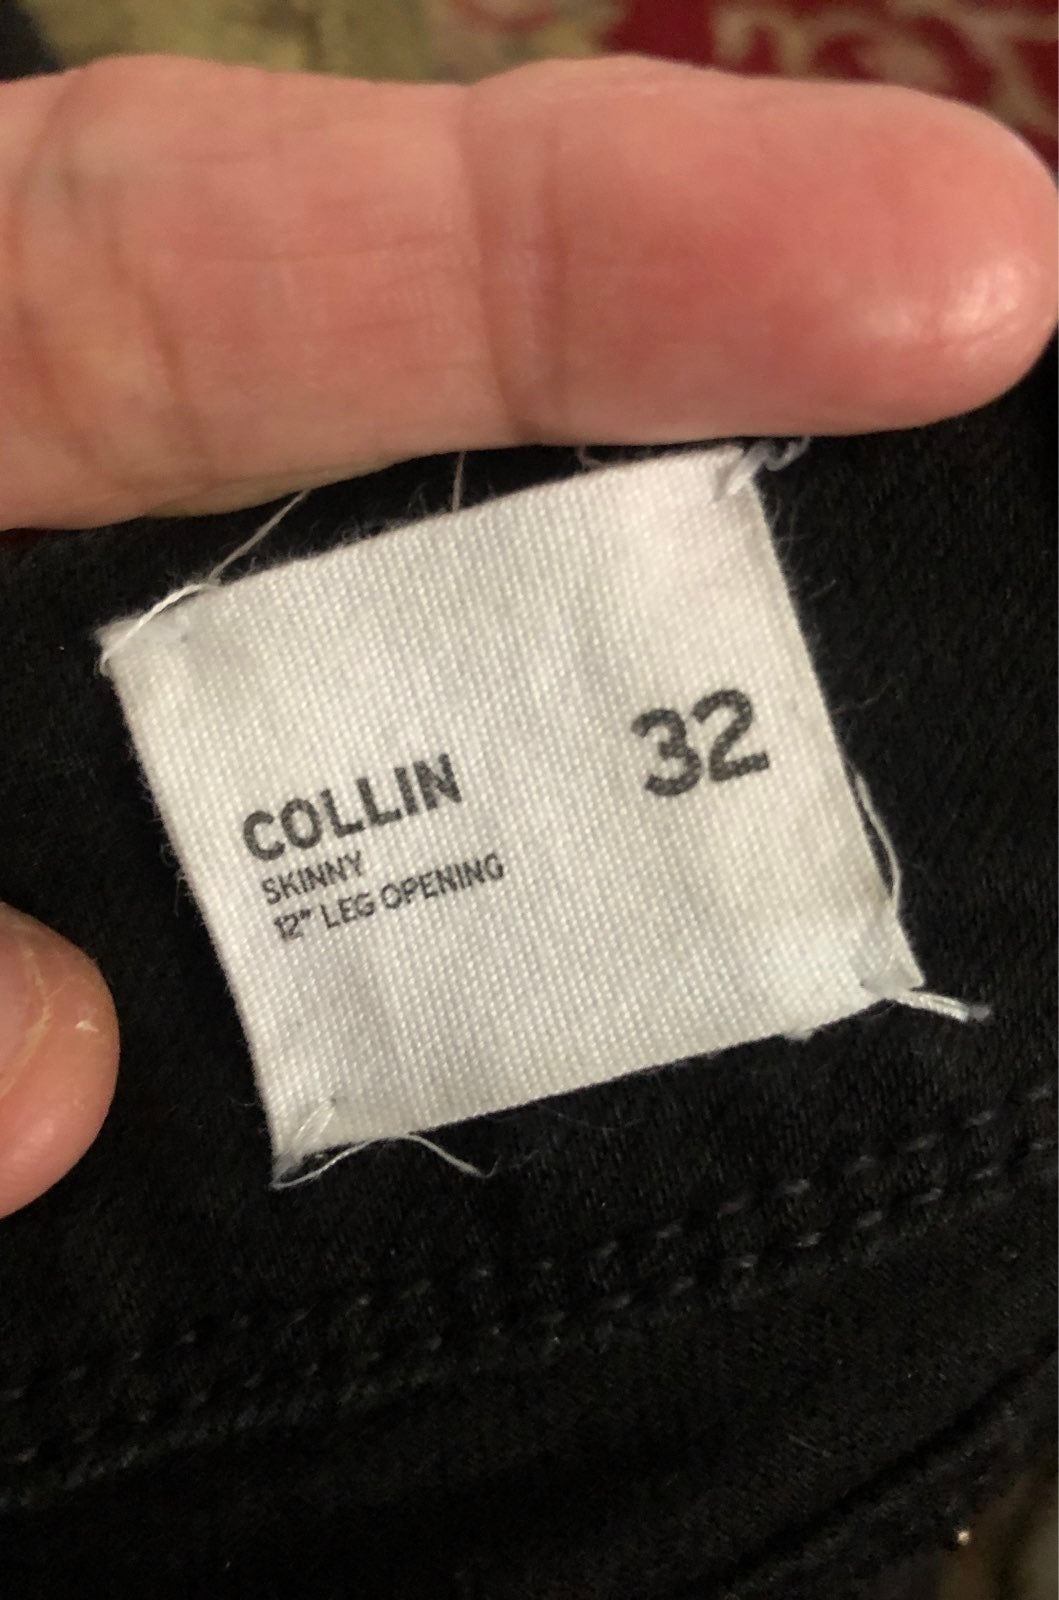 COLLIN
SKINNY
12" LEG OPENING
32